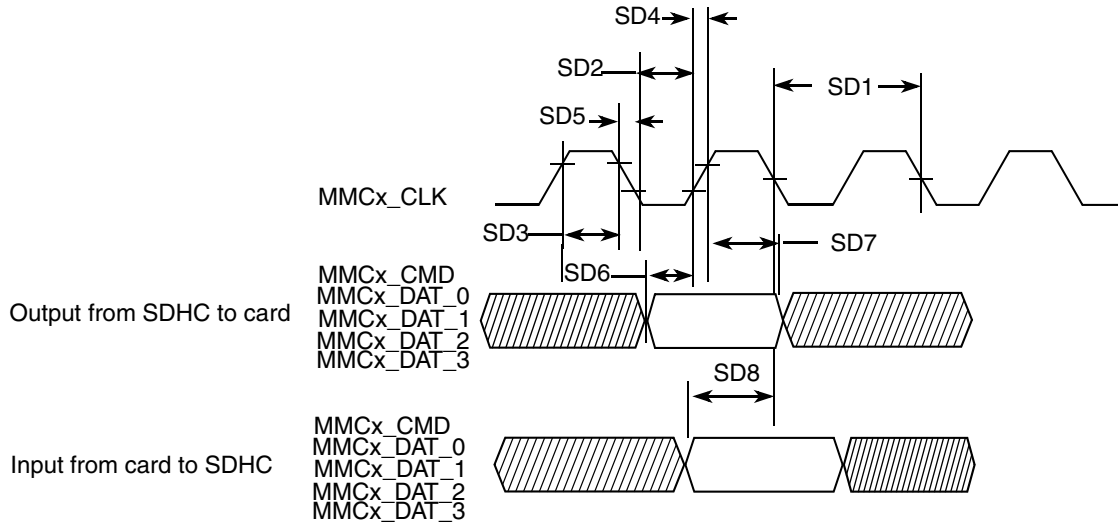 SD4
SD2
SD1
SD5
MMCx_CLK
SD3
SD7
SD6
MMCx_CMD
MMCx_DAT_0
Output from SDHC to card
MMCx_DAT_1
MMCx_DAT_2
MMCx_DAT_3
SD8
MMCx_CMD
MMCx_DAT_0
Input from card to SDHC
MMCx_DAT_1
MMCx_DAT_2
MMCx_DAT_3